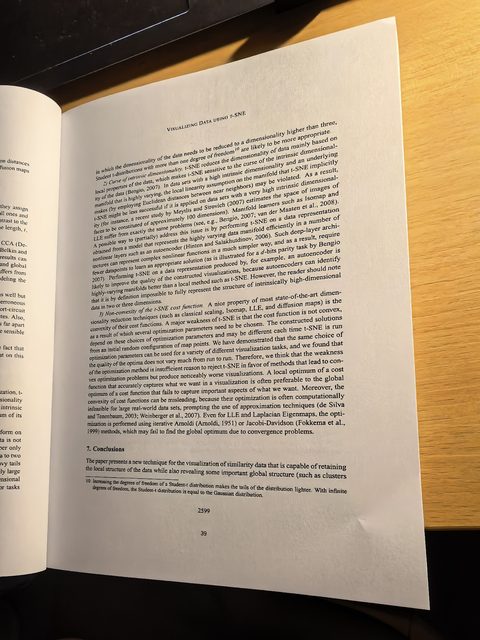 VISUALIZING DATA USING T-SNE
in which the dimensionality of the data needs to be reduced to a dimensionality higher than three,
Student t-distributions with more than one degree of freedom10 are likely to be more appropriate.
2) Curse of intrinsic dimensionality. t-SNE reduces the dimensionality of data mainly based on
local properties of the data, which makes t-SNE sensitive to the curse of the intrinsic dimensional-
ity of the data (Bengio, 2007). In data sets with a high intrinsic dimensionality and an underlying
manifold that is highly varying, the local linearity assumption on the manifold that t-SNE implicitly
makes (by employing Euclidean distances between near neighbors) may be violated. As a result,
t-SNE might be less successful if it is applied on data sets with a very high intrinsic dimensional-
ity (for instance, a recent study by Meytlis and Sirovich (2007) estimates the space of images of
faces to be constituted of approximately 100 dimensions). Manifold learners such as Isomap and
LLE suffer from exactly the same problems (see, e.g., Bengio, 2007; van der Maaten et al., 2008).
A possible way to (partially) address this issue is by performing t-SNE on a data representation
obtained from a model that represents the highly varying data manifold efficiently in a number of
nonlinear layers such as an autoencoder (Hinton and Salakhutdinov, 2006). Such deep-layer archi-
tectures can represent complex nonlinear functions in a much simpler way, and as a result, require
fewer datapoints to learn an appropriate solution (as is illustrated for a d-bits parity task by Bengio
2007). Performing t-SNE on a data representation produced by, for example, an autoencoder is
likely to improve the quality of the constructed visualizations, because autoencoders can identify
highly-varying manifolds better than a local method such as t-SNE. However, the reader should note
that it is by definition impossible to fully represent the structure of intrinsically high-dimensional
data in two or three dimensions.
3) Non-convexity of the t-SNE cost function. A nice property of most state-of-the-art dimen-
sionality reduction techniques (such as classical scaling, Isomap, LLE, and diffusion maps) is the
convexity of their cost functions. A major weakness of t-SNE is that the cost function is not convex,
as a result of which several optimization parameters need to be chosen. The constructed solutions
depend on these choices of optimization parameters and may be different each time t-SNE is run
from an initial random configuration of map points. We have demonstrated that the same choice of
optimization parameters can be used for a variety of different visualization tasks, and we found that
the quality of the optima does not vary much from run to run. Therefore, we think that the weakness
of the optimization method is insufficient reason to reject t-SNE in favor of methods that lead to con-
vex optimization problems but produce noticeably worse visualizations. A local optimum of a cost
function that accurately captures what we want in a visualization is often preferable to the global
optimum of a cost function that fails to capture important aspects of what we want. Moreover, the
convexity of cost functions can be misleading, because their optimization is often computationally
infeasible for large real-world data sets, prompting the use of approximation techniques (de Silva
and Tenenbaum, 2003; Weinberger et al., 2007). Even for LLE and Laplacian Eigenmaps, the opti-
mization is performed using iterative Arnoldi (Arnoldi, 1951) or Jacobi-Davidson (Fokkema et al.,
1999) methods, which may fail to find the global optimum due to convergence problems.
7. Conclusions
The paper presents a new technique for the visualization of similarity data that is capable of retaining
the local structure of the data while also revealing some important global structure (such as clusters
10. Increasing the degrees of freedom of a Student-t distribution makes the tails of the distribution lighter. With infinite
degrees of freedom, the Student-t distribution is equal to the Gaussian distribution.
2599
39